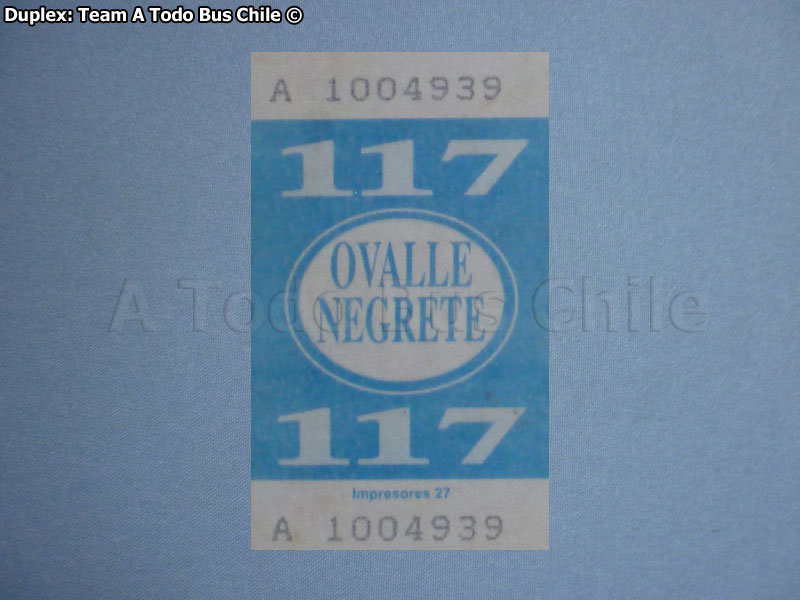 Duplex: Team A Todo Bus Chile ©
A 1004939
117
OVALLE
NEGRETE
A Todo Bus Chile
117
Impresores 27
A 1004939